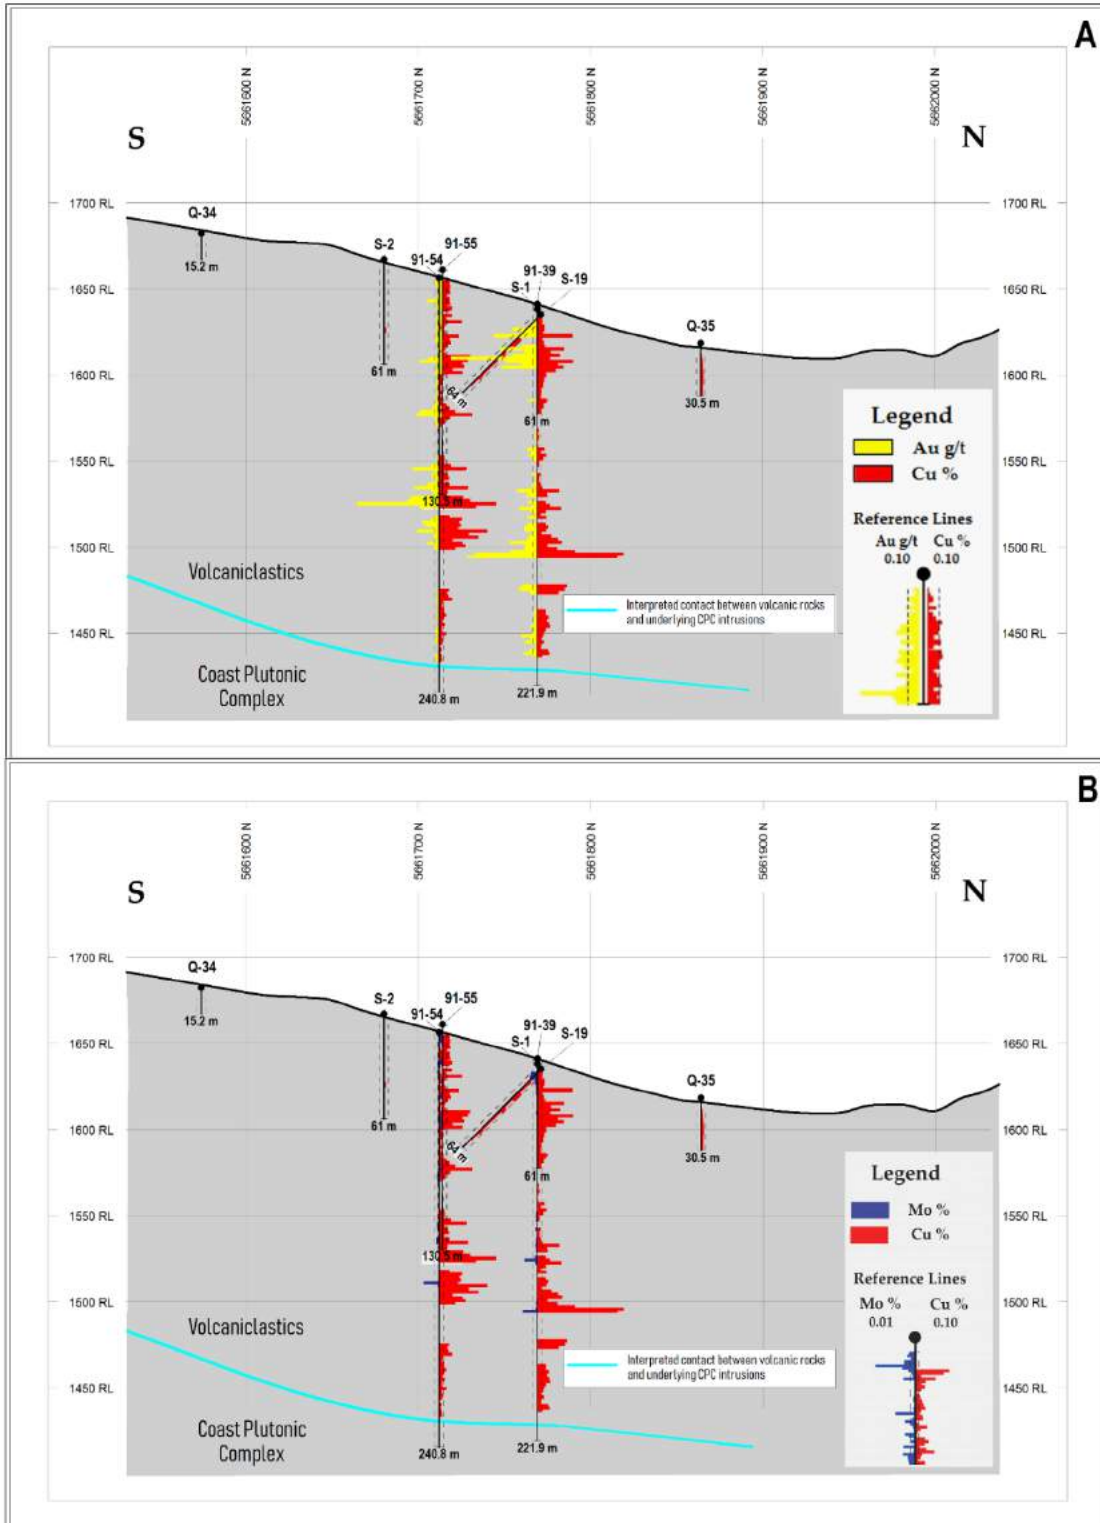 A
5661600 N
5661700 N
5661800 N
5661900 N
5662000 N
S
N
1700 RL
1700 RL
Q-34
S-2
91-55
91-54
91-39
S-1
S-19
15.2 m
1650 RL
1650 RL
Q-35
61 m
1600 RL
1600 RL
64 m
30.5 m
61 m
Legend
Au g/t
Cu %
1550 RL
1550 RL
130.5 m
Reference Lines
Au g/t Cu %
0.10 0.10
1500 RL
1500 RL
Volcaniclastics
Interpreted contact between volcanic rocks
and underlying CPC intrusions
1450 RL
1450 RL
Coast Plutonic
Complex
240.8 m
221.9 m
B
5661600 N
5661700 N
5661800 N
5661900 N
5662000 N
S
N
1700 RL
1700 RL
Q-34
S-2
91-55
91-54
91-39
S-1
S-19
15.2 m
1650 RL
1650 RL
Q-35
61 m
1600 RL
1600 RL
64 m
30.5 m
61 m
Legend
Mo %
Cu %
1550 RL
1550 RL
130.5 m
Reference Lines
Mo % Cu %
0.01 0.10
1500 RL
1500 RL
Volcaniclastics
Interpreted contact between volcanic rocks
and underlying CPC intrusions
1450 RL
1450 RL
Coast Plutonic
Complex
240.8 m
221.9 m